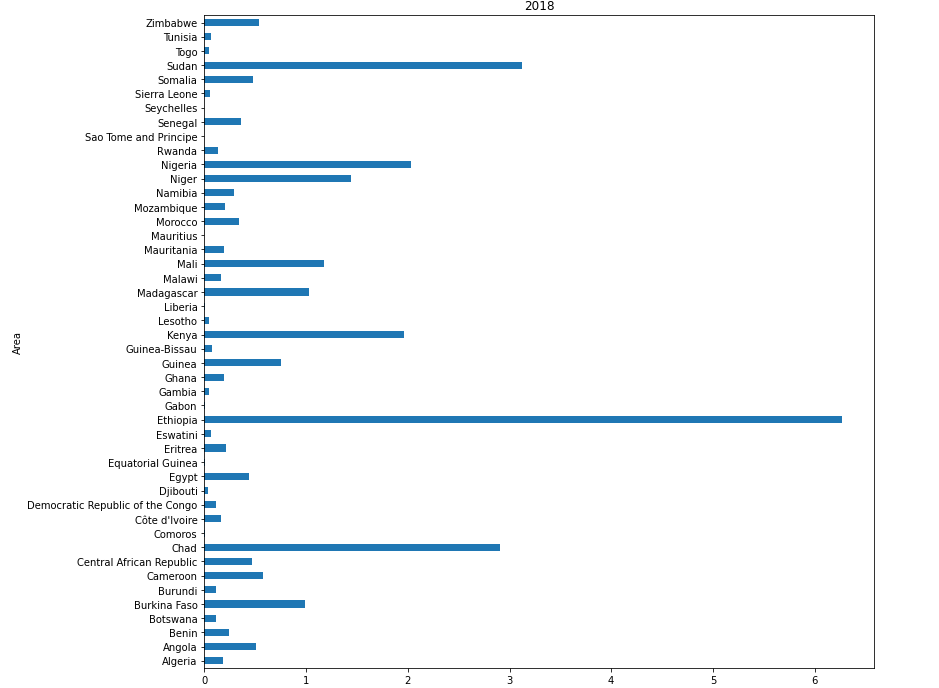 2018
Zimbabwe
Tunisia
Togo
Sudan
Somalia
Sierra Leone
Seychelles
Senegal
Sao Tome and Principe
Rwanda
Nigeria
Niger
Namibia
Mozambique
Morocco
Mauritius
Mauritania
Mali
Malawi
Madagascar
Liberia
Lesotho
Kenya
Guinea-Bissau
Guinea
Ghana
Gambia
Gabon
Ethiopia
Eswatini
Eritrea
Equatorial Guinea
Egypt
Djibouti
Democratic Republic of the Congo
Côte d'Ivoire
Comoros
Chad
Central African Republic
Cameroon
Burundi
Burkina Faso
Botswana
Benin
Angola
Algeria
Area
0 1 2 3 4 5 6